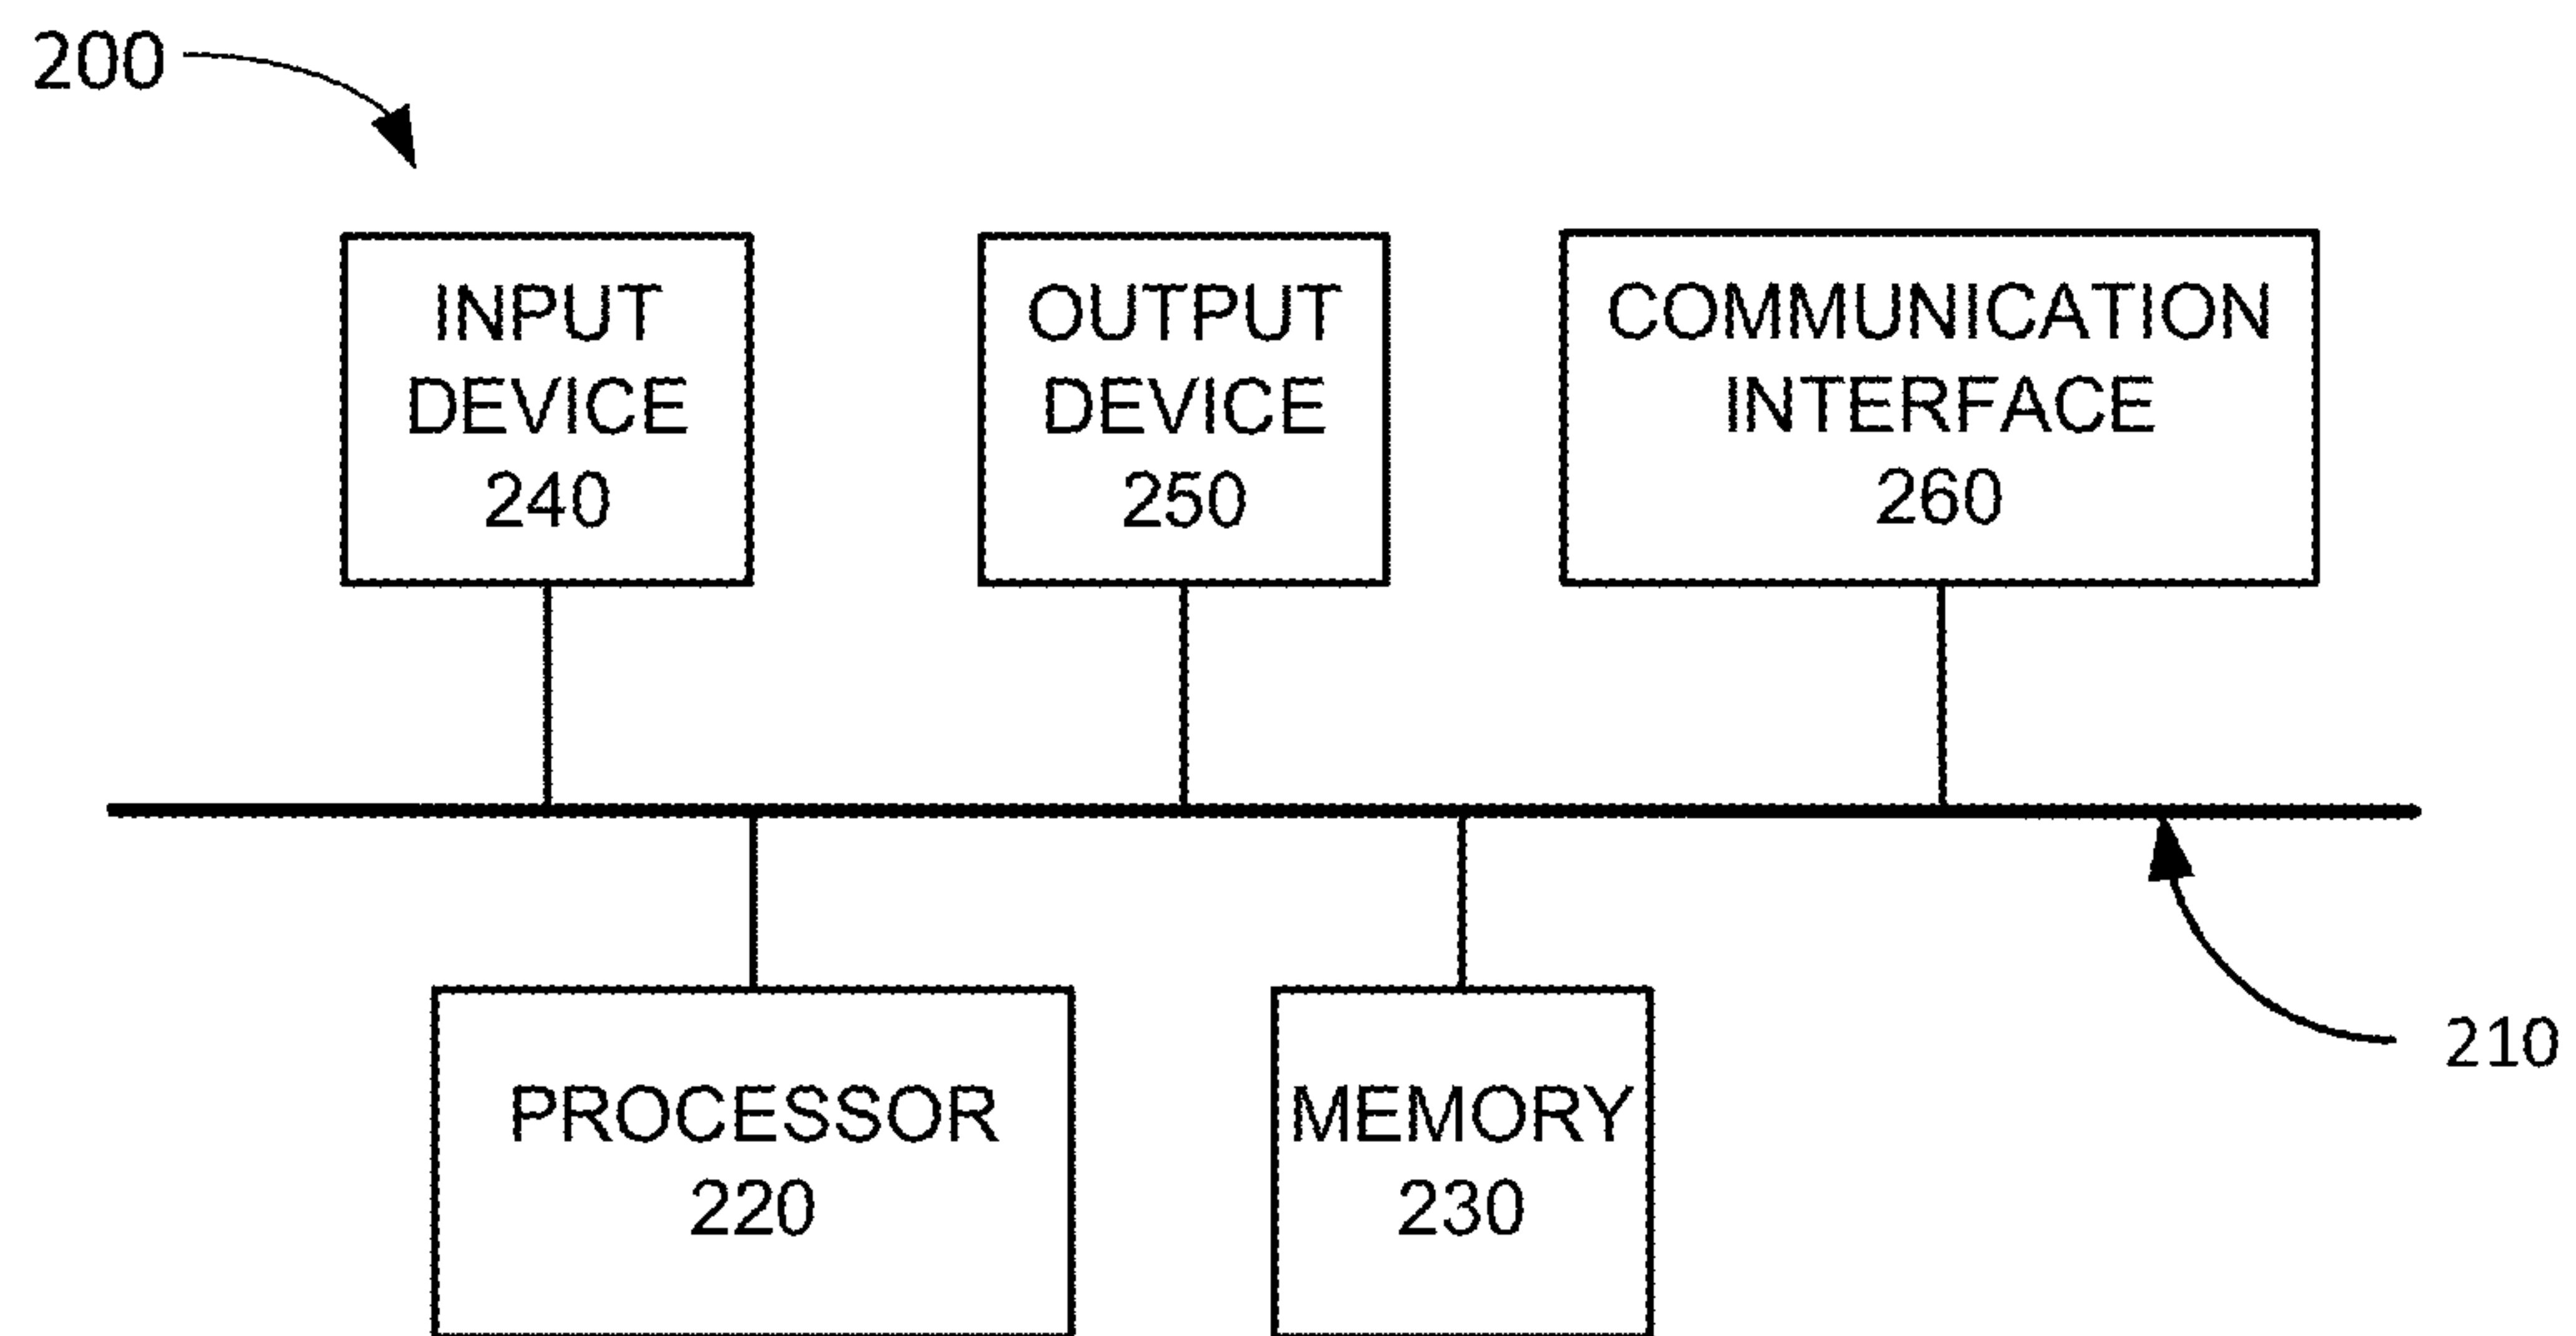 200
INPUT
DEVICE
240
OUTPUT
DEVICE
250
COMMUNICATION
INTERFACE
260
PROCESSOR
220
MEMORY
230
210